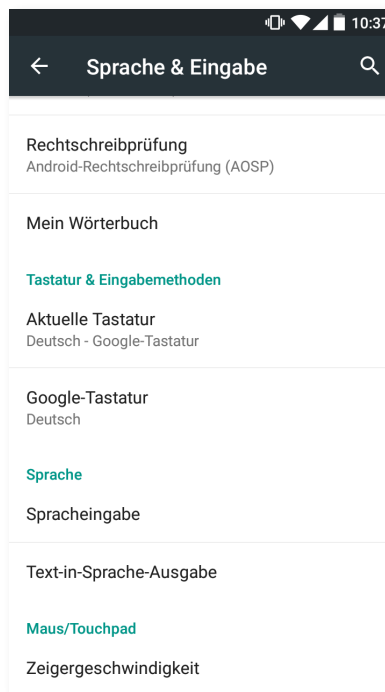 10:37
Sprache & Eingabe
Rechtschreibprüfung
Android-Rechtschreibprüfung (AOSP)
Mein Wörterbuch
Tastatur & Eingabemethoden
Aktuelle Tastatur
Deutsch - Google-Tastatur
Google-Tastatur
Deutsch
Sprache
Spracheingabe
Text-in-Sprache-Ausgabe
Maus/Touchpad
Zeigergeschwindigkeit